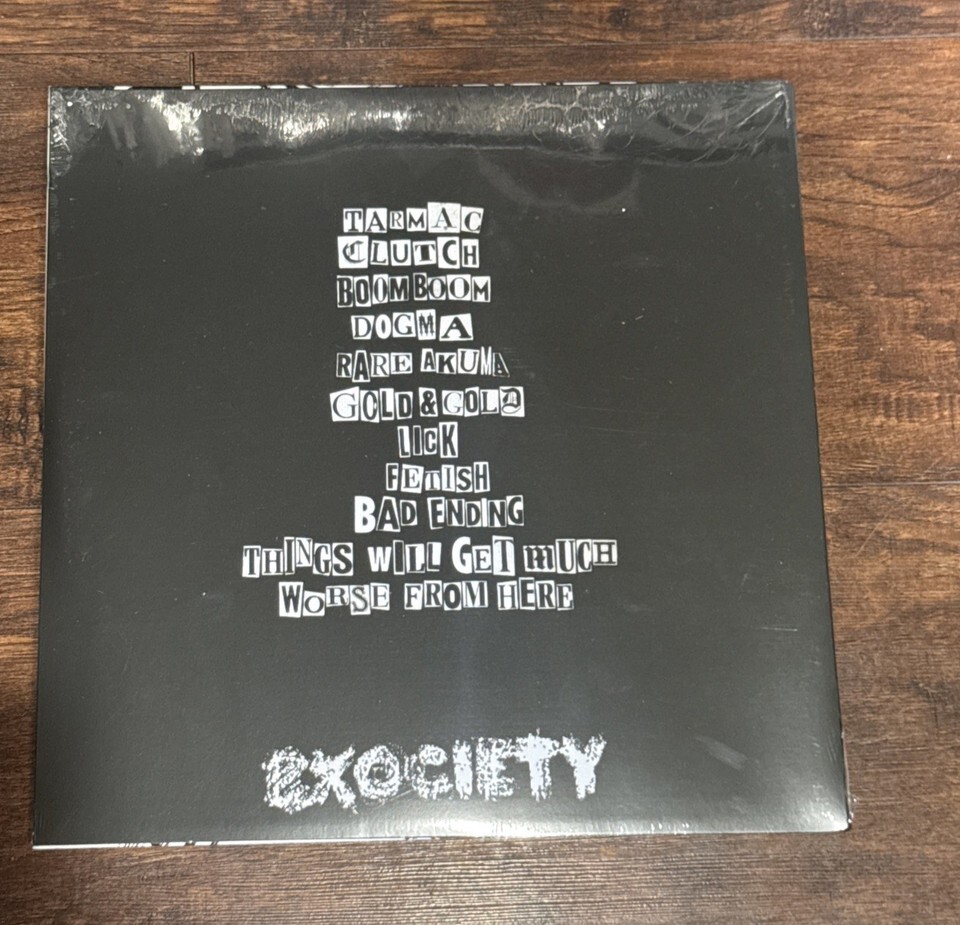 TARMAC
CLUTCH
BOOMBOOM
DOGMA
RARE AKUMA
GOLD&GOLD
LICK
FETISH
BAD ENDING
THINGS WILL GET mUCH
WORSE FROM HERE
EXOCIETY